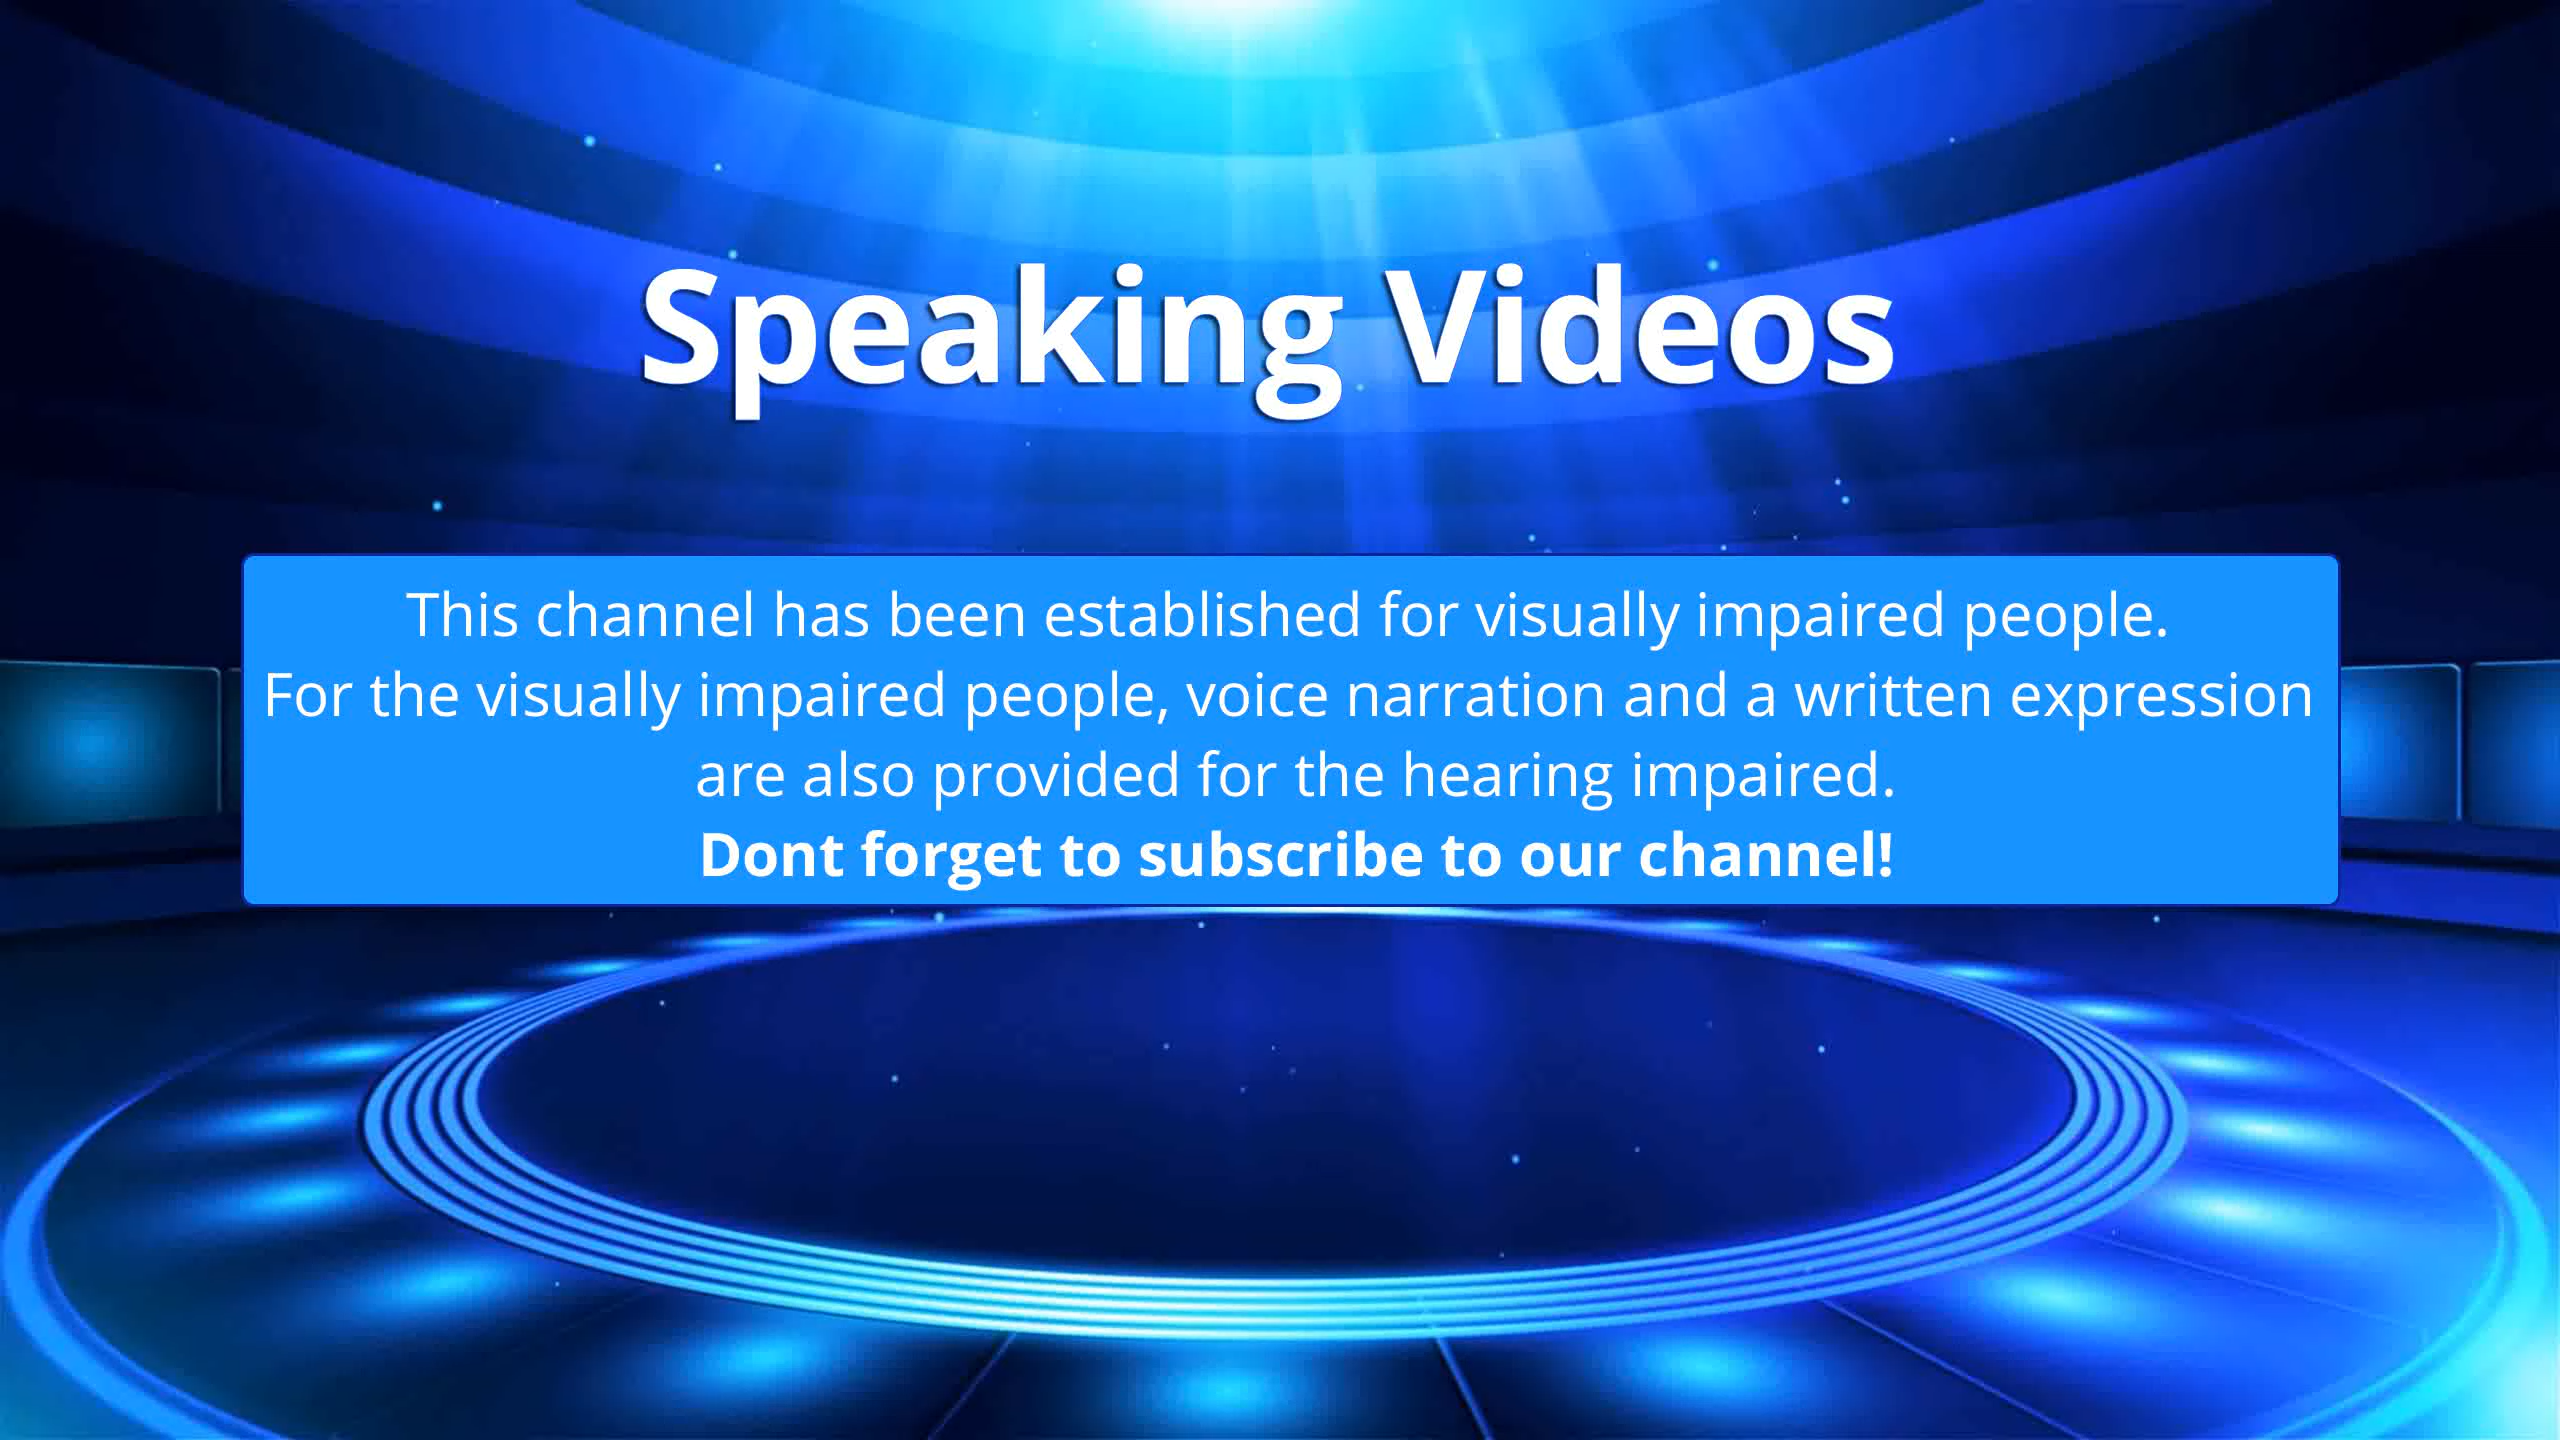 Speaking Videos
This channel has been established for visually impaired people.
For the visually impaired people, voice narration and a written expression
are also provided for the hearing impaired.
Dont forget to subscribe to our channel!